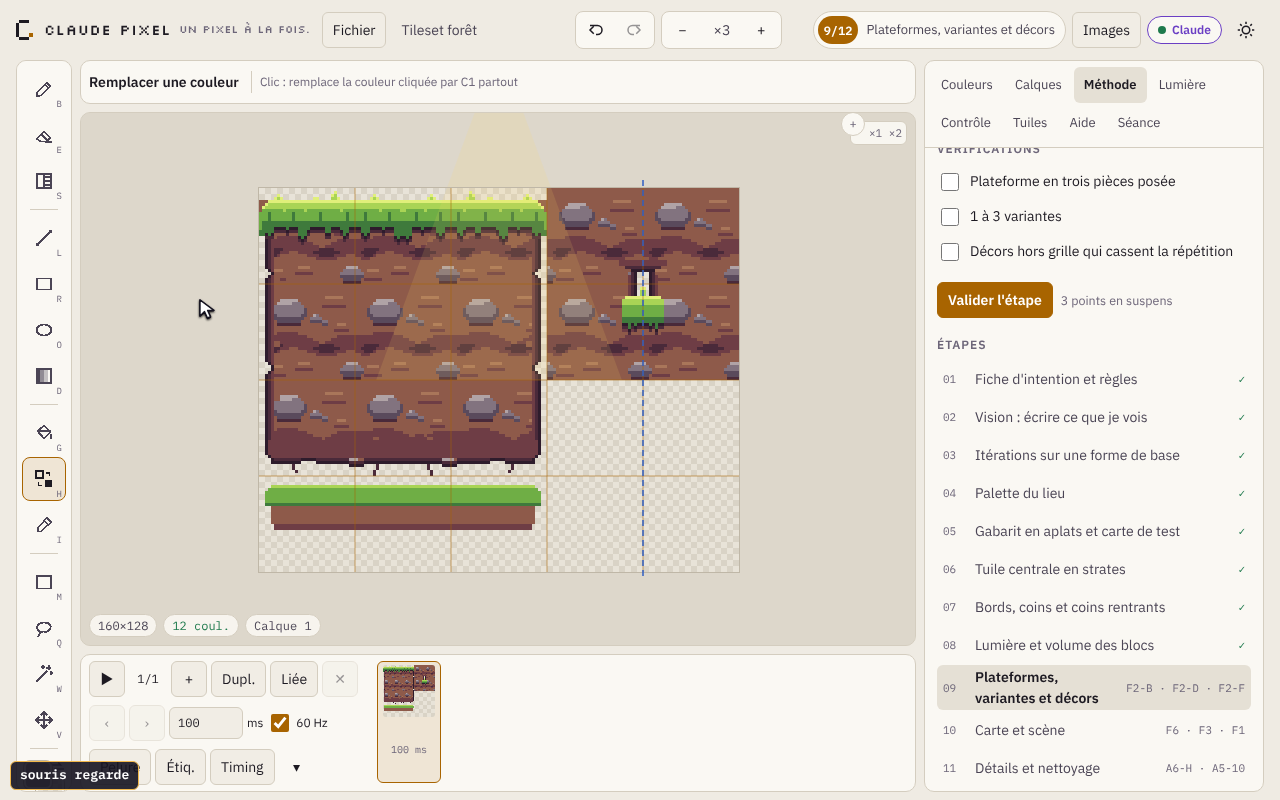 CLAUDE PIXEL UN PIXEL À LA FOIS. Fichier Tileset forêt − ×3 + 9/12 Plateformes, variantes et décors Images Claude
B
E
S
L
R
O
D
G
H
I
M
Q
W
V
Remplacer une couleur Clic : remplace la couleur cliquée par C1 partout
+ ×1 ×2
160×128 12 coul. Calque 1
1/1 + Dupl. Liée ✕
‹ › 100 ms 60 Hz
Étiq. Timing ▼
100 ms
souris regarde
Couleurs Calques Méthode Lumière
Contrôle Tuiles Aide Séance
VÉRIFICATIONS
Plateforme en trois pièces posée
1 à 3 variantes
Décors hors grille qui cassent la répétition
Valider l'étape 3 points en suspens
ÉTAPES
01 Fiche d'intention et règles ✓
02 Vision : écrire ce que je vois ✓
03 Itérations sur une forme de base ✓
04 Palette du lieu ✓
05 Gabarit en aplats et carte de test ✓
06 Tuile centrale en strates ✓
07 Bords, coins et coins rentrants ✓
08 Lumière et volume des blocs ✓
09 Plateformes, variantes et décors F2-B · F2-D · F2-F
10 Carte et scène F6 · F3 · F1
11 Détails et nettoyage A6-H · A5-10